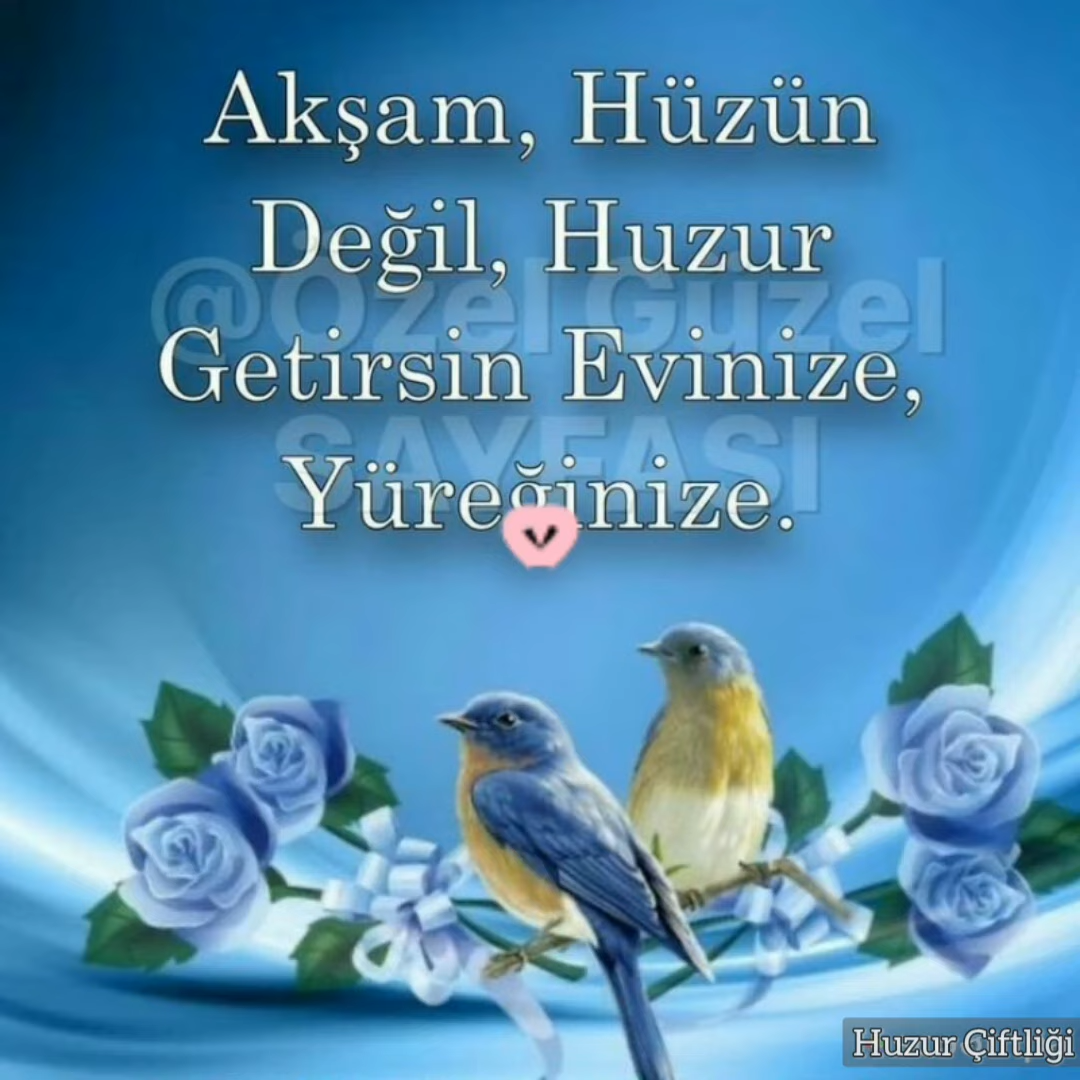 Akşam, Hüzün
Değil, Huzur
@Özel Güzel
Getirsin Evinize,
SAYFASI
Yüreğinize.
Huzur Çiftliği